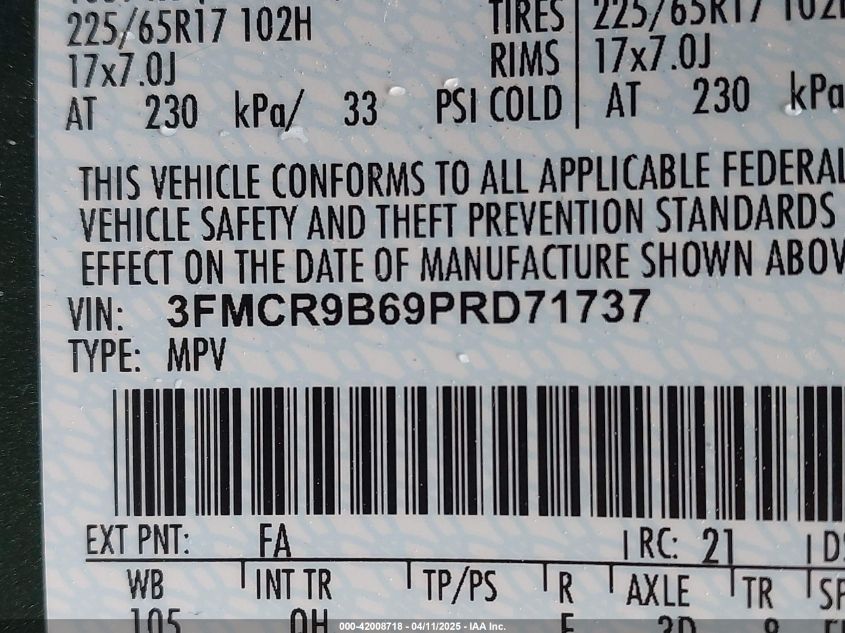 225/65R17 102H TIRES 225/65R17
17x7.0J RIMS 17x7.0J
AT 230 kPa/ 33 PSI COLD AT 230 kPa
THIS VEHICLE CONFORMS TO ALL APPLICABLE FEDERAL
VEHICLE SAFETY AND THEFT PREVENTION STANDARDS
EFFECT ON THE DATE OF MANUFACTURE SHOWN ABOV
VIN: 3FMCR9B69PRD71737
TYPE: MPV
EXT PNT: FA RC: 21
WB INT TR TP/PS R AXLE TR
105
000-42008718 - 04/11/2025 - IAA Inc.